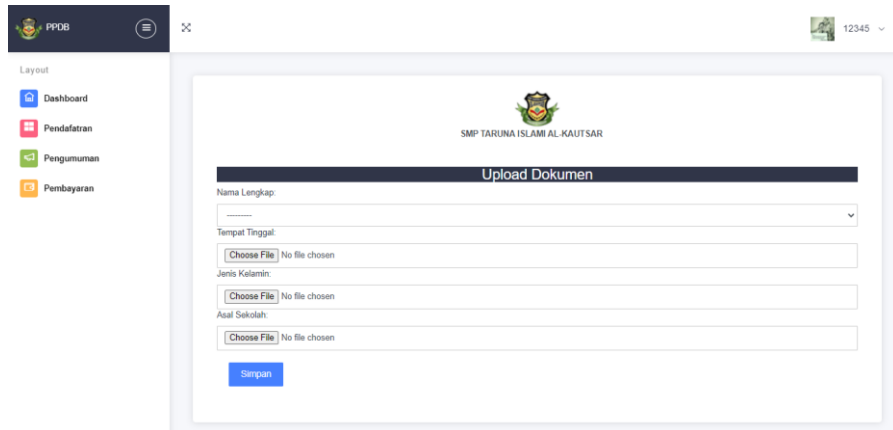 PPDB
12345
Layout
Dashboard
Pendafatran
Pengumuman
Pembayaran
SMP TARUNA ISLAMI AL-KAUTSAR
Upload Dokumen
Nama Lengkap:
---------
Tempat Tinggal:
Choose File No file chosen
Jenis Kelamin:
Choose File No file chosen
Asal Sekolah:
Choose File No file chosen
Simpan